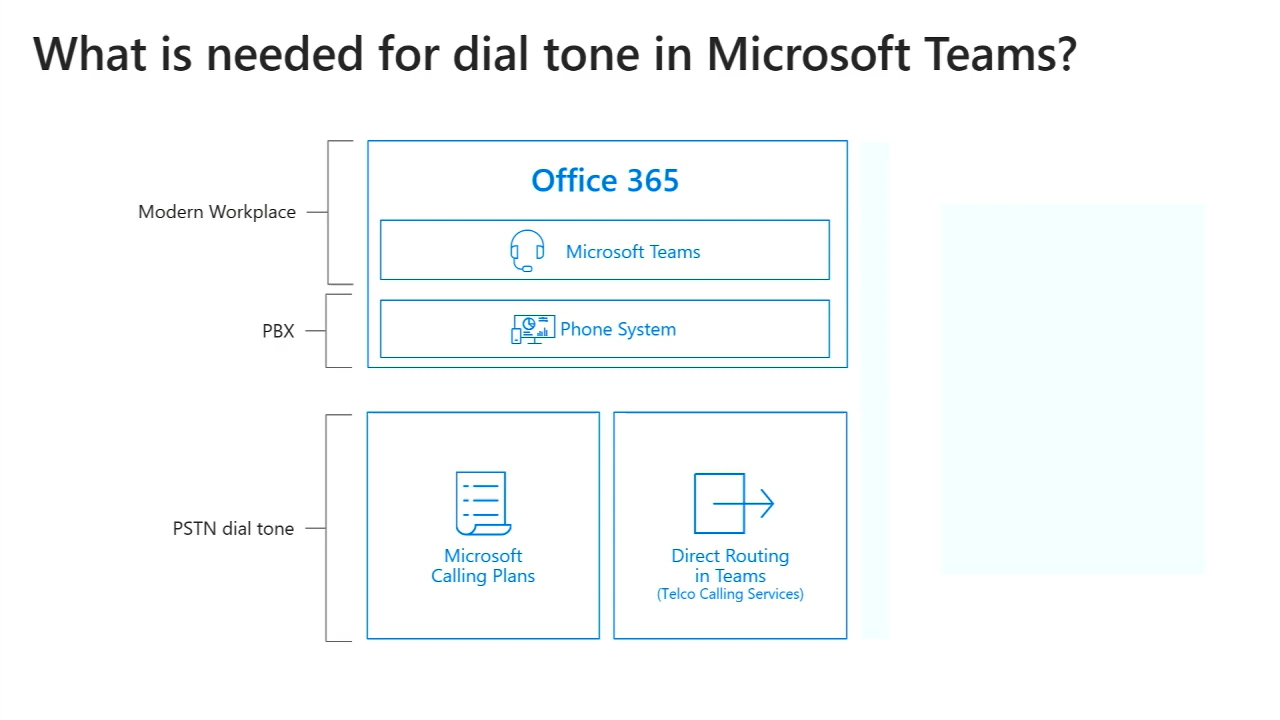 What is needed for dial tone in Microsoft Teams?
Office 365
Modern Workplace
Microsoft Teams
PBX
Phone System
PSTN dial tone
Microsoft
Calling Plans
Direct Routing
in Teams
(Telco Calling Services)